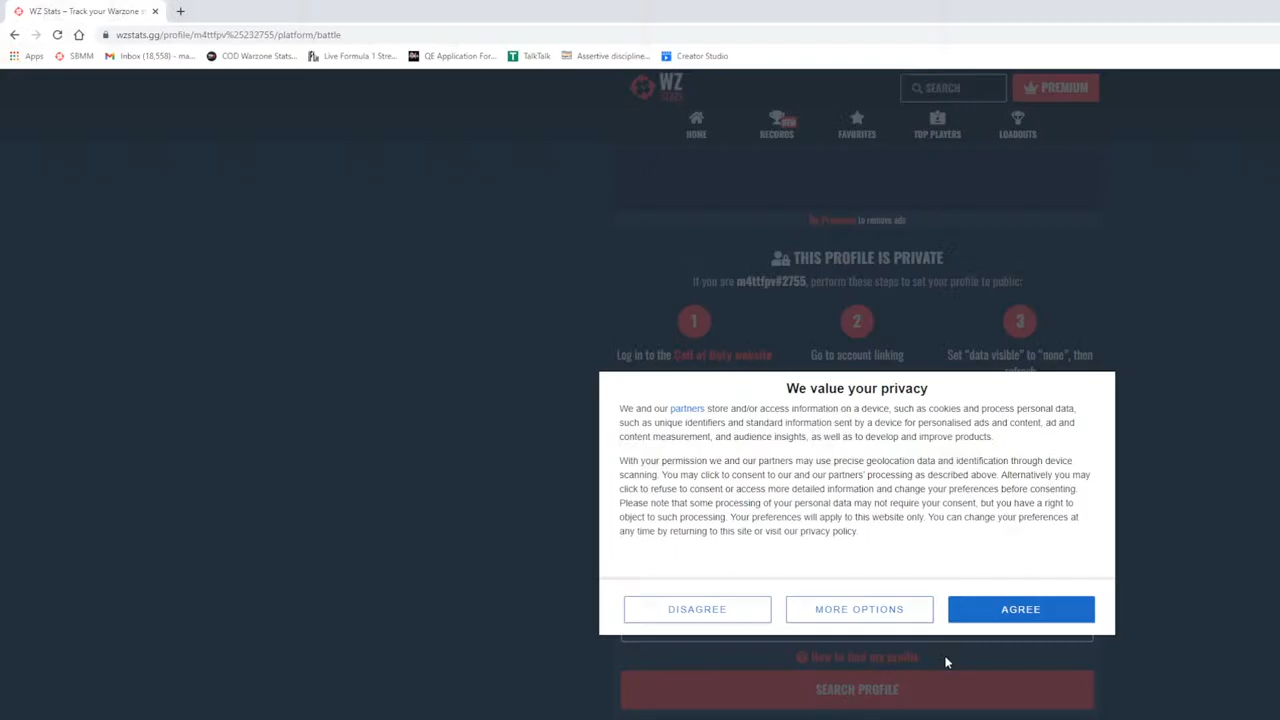 WZ Stats – Track your Warzone s
wzstats.gg/profile/m4ttfpv%25232755/platform/battle
Apps SBMM Inbox (18,558) - ma... COD Warzone Stats... Live Formula 1 Stre... QE Application For... TalkTalk Assertive discipline... Creator Studio
WZ
STATS
SEARCH
PREMIUM
HOME RECORDS FAVORITES TOP PLAYERS LOADOUTS
Go Premium to remove ads
THIS PROFILE IS PRIVATE
If you are m4ttfpv#2755, perform these steps to set your profile to public:
1 2 3
Log in to the Call of Duty website Go to account linking Set "data visible" to "none", then
refresh
We value your privacy
We and our partners store and/or access information on a device, such as cookies and process personal data,
such as unique identifiers and standard information sent by a device for personalised ads and content, ad and
content measurement, and audience insights, as well as to develop and improve products.
With your permission we and our partners may use precise geolocation data and identification through device
scanning. You may click to consent to our and our partners' processing as described above. Alternatively you may
click to refuse to consent or access more detailed information and change your preferences before consenting.
Please note that some processing of your personal data may not require your consent, but you have a right to
object to such processing. Your preferences will apply to this website only. You can change your preferences at
any time by returning to this site or visit our privacy policy.
DISAGREE MORE OPTIONS AGREE
How to find my profile
SEARCH PROFILE